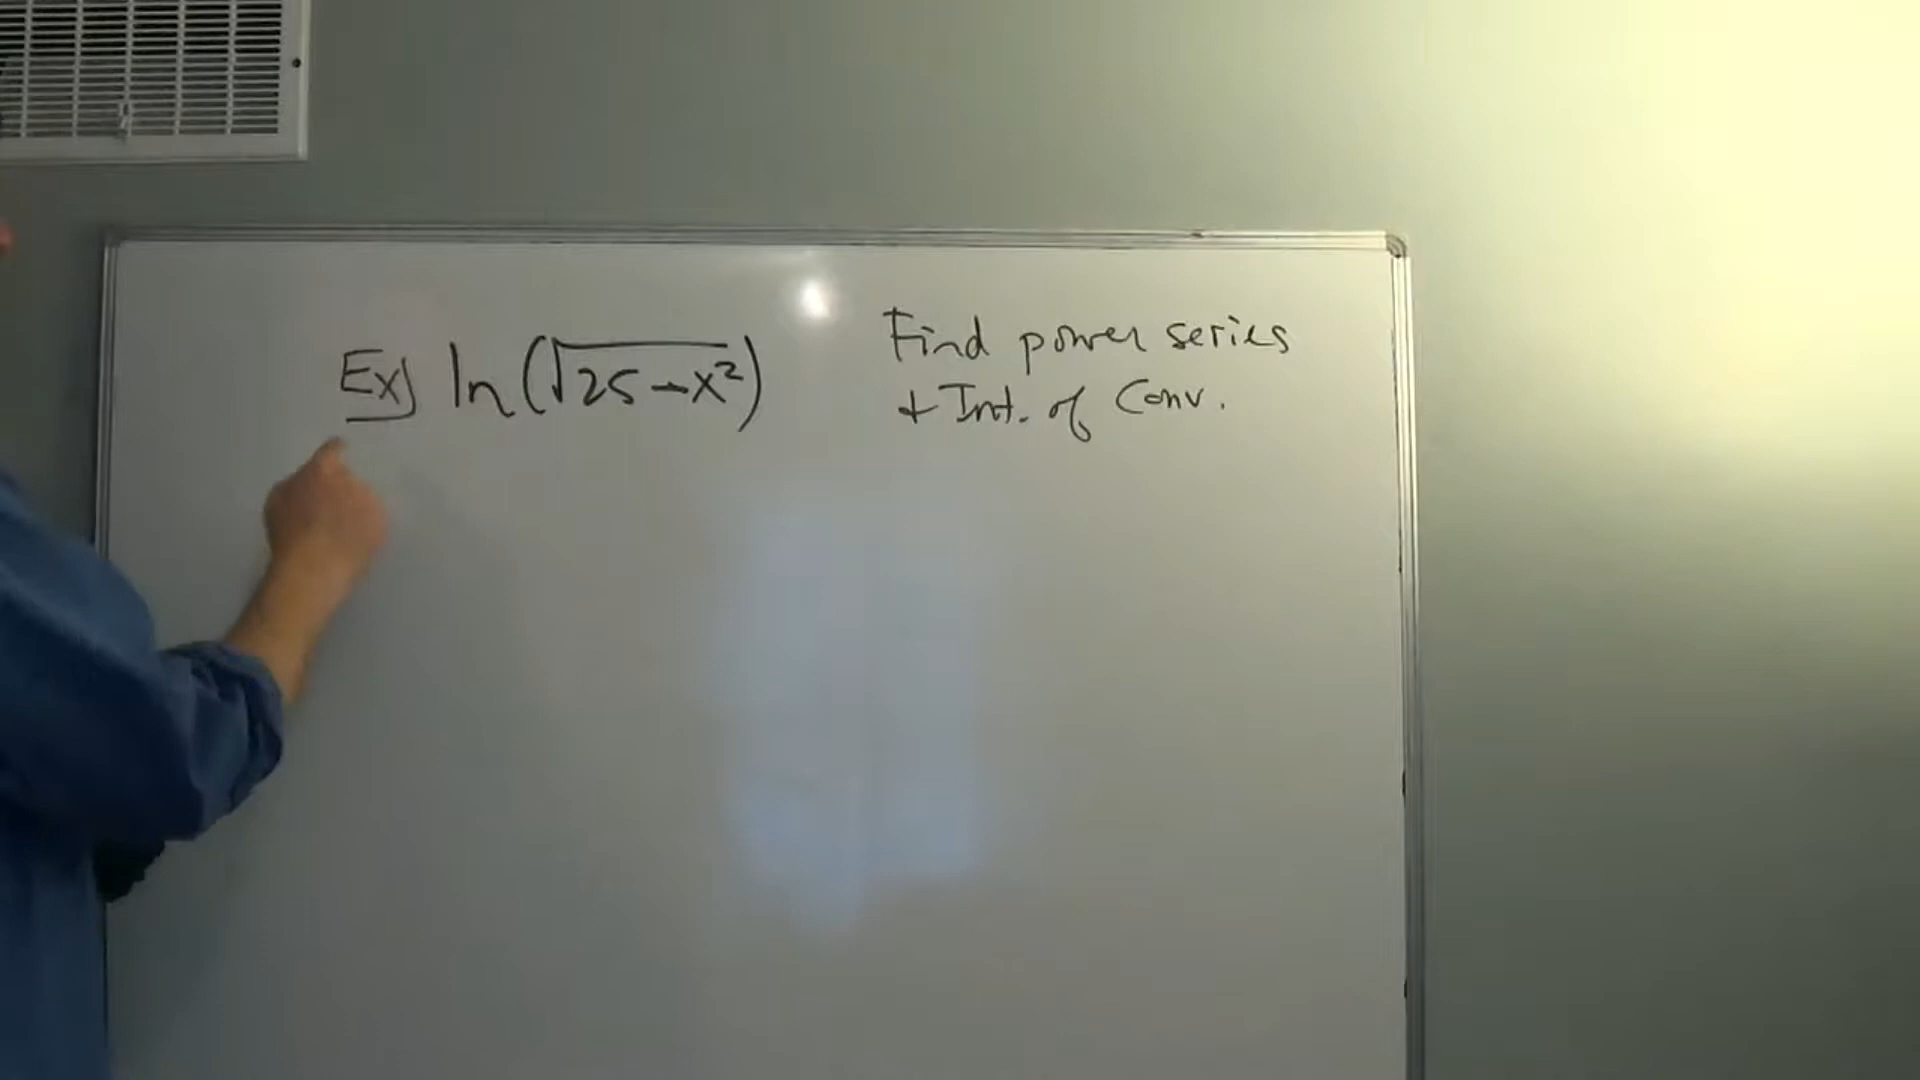 Ex) ln(√25-x²)
Find power series
+ Int. of Conv.